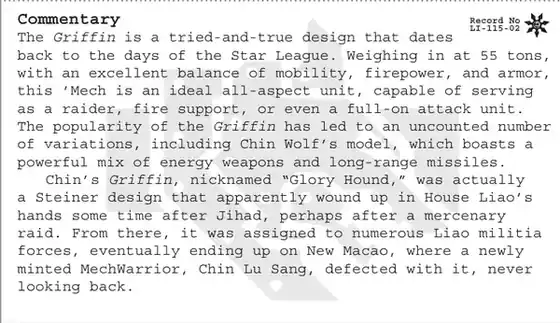 Commentary
Record No
LI-115-02
The Griffin is a tried-and-true design that dates
back to the days of the Star League. Weighing in at 55 tons,
with an excellent balance of mobility, firepower, and armor,
this ’Mech is an ideal all-aspect unit, capable of serving
as a raider, fire support, or even a full-on attack unit.
The popularity of the Griffin has led to an uncounted number
of variations, including Chin Wolf’s model, which boasts a
powerful mix of energy weapons and long-range missiles.
Chin’s Griffin, nicknamed “Glory Hound,” was actually
a Steiner design that apparently wound up in House Liao’s
hands some time after Jihad, perhaps after a mercenary
raid. From there, it was assigned to numerous Liao militia
forces, eventually ending up on New Macao, where a newly
minted MechWarrior, Chin Lu Sang, defected with it, never
looking back.